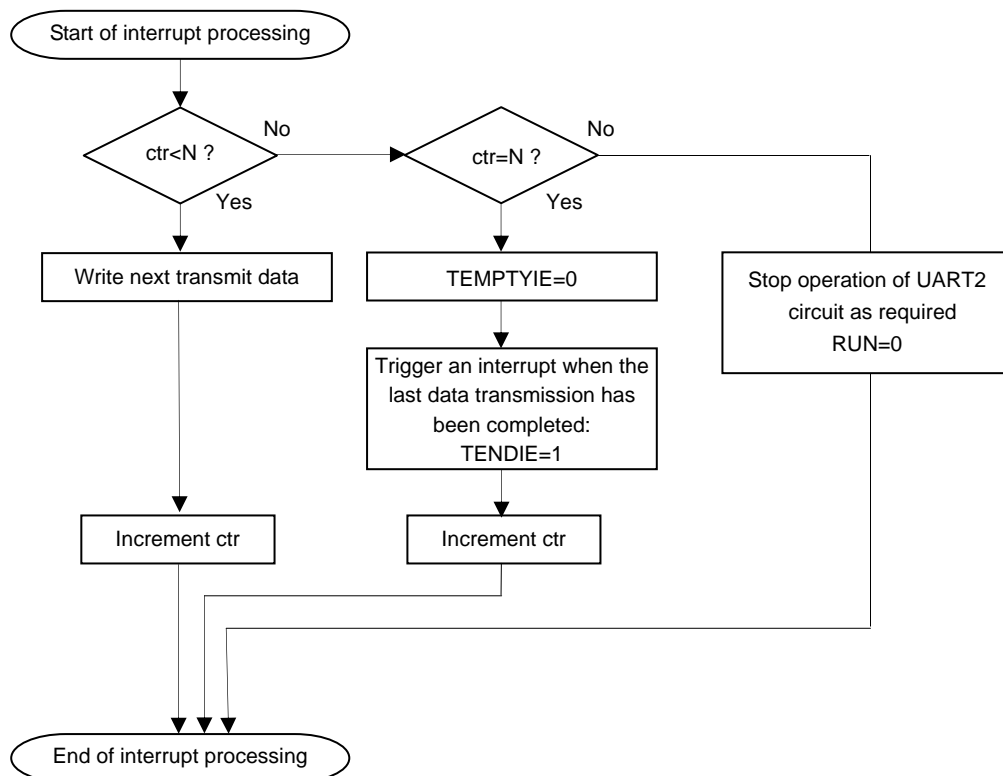 Start of interrupt processing
ctr<N ?
No
Yes
ctr=N ?
No
Yes
Write next transmit data
TEMPTYIE=0
Stop operation of UART2
circuit as required
RUN=0
Trigger an interrupt when the
last data transmission has
been completed:
TENDIE=1
Increment ctr
Increment ctr
End of interrupt processing